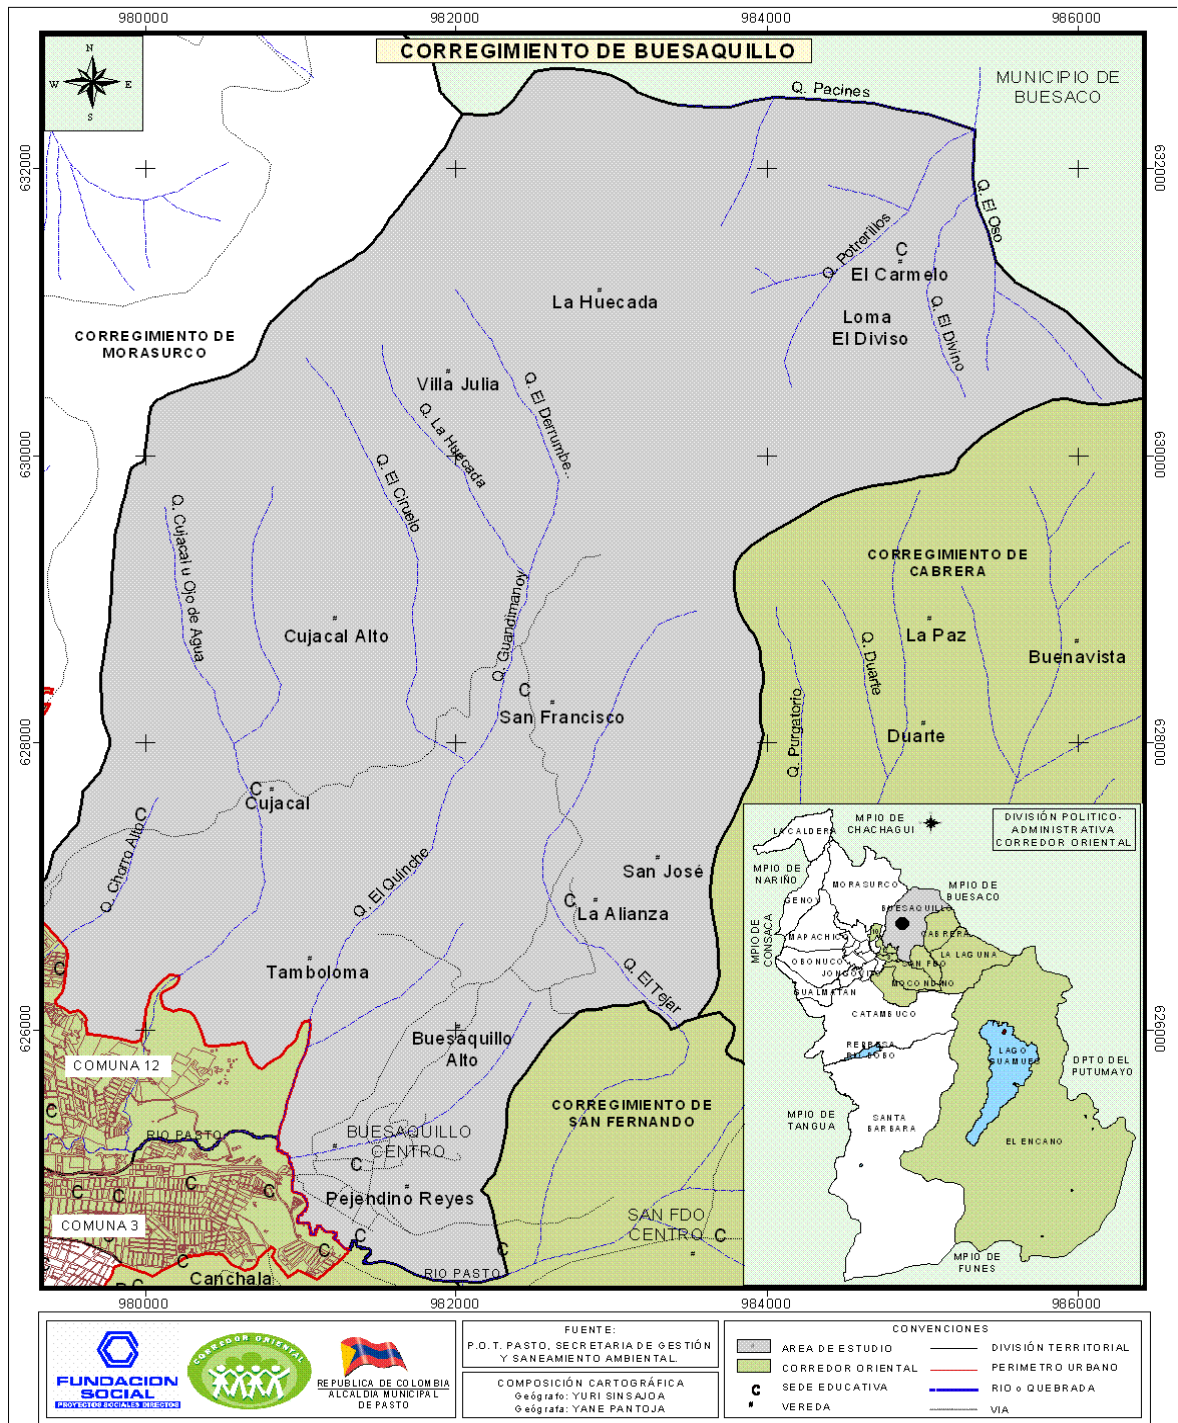 980000
982000
984000
986000
CORREGIMIENTO DE BUESAQUILLO
N
W
E
S
MUNICIPIO DE
BUESACO
Q. Pacines
632000
632000
Q. El Oso
Q. Potrerillos
C
El Carmelo
La Huecada
Loma
El Diviso
Q. El Divino
CORREGIMIENTO DE
MORASURCO
Villa Julia
Q. El Derrumbe..
Q. La Huecada
630000
630000
Q. El Ciruelo
Q. Cujacal u Ojo de Agua
CORREGIMIENTO DE
CABRERA
Cujacal Alto
Q. Guandimanoy
La Paz
Q. Duarte
Buenavista
C
San Francisco
Q. Purgatorio
Duarte
628000
628000
C
Cujacal
C
Q. Chorro Alto
Q. El Quinche
San José
C
La Alianza
Tamboloma
C
Q. El Tejar
626000
626000
Buesaquillo
Alto
COMUNA 12
C
CORREGIMIENTO DE
SAN FERNANDO
RIO PASTO
BUESAQUILLO
CENTRO
C
C
C
C
C
Pejendino Reyes
COMUNA 3
SAN FDO
CENTRO
C
C
C
C
C
RIO PASTO
Canchala
C
MPIO DE
CHACHAGUI
DIVISIÓN POLITICO-
ADMINISTRATIVA
CORREDOR ORIENTAL
LA CALDERA
MPIO DE
NARIÑO
MORASURCO
MPIO DE
BUESACO
GENOY
BUESAQUILLO
MPIO DE
CONSACA
MAPACHICO
10
CABRERA
LA LAGUNA
OBONUCO
SAN FDO
JONGOVITO
MOCONDINO
GUALMATAN
CATAMBUCO
REPRESA
RIO BOBO
LAGO
GUAMUES
DPTO DEL
PUTUMAYO
MPIO DE
TANGUA
SANTA
BARBARA
EL ENCANO
MPIO DE
FUNES
980000
982000
984000
986000
FUNDACION
SOCIAL
PROYECTOS SOCIALES DIRECTOS
CORREDOR ORIENTAL
REPUBLICA DE COLOMBIA
ALCALDIA MUNICIPAL
DE PASTO
FUENTE:
P.O.T. PASTO, SECRETARIA DE GESTIÓN
Y SANEAMIENTO AMBIENTAL.
COMPOSICIÓN CARTOGRÁFICA
Geógrafo: YURI SINSAJOA
Geógrafa: YANE PANTOJA
CONVENCIONES
AREA DE ESTUDIO
CORREDOR ORIENTAL
C SEDE EDUCATIVA
VEREDA
DIVISIÓN TERRITORIAL
PERIMETRO URBANO
RIO o QUEBRADA
VIA